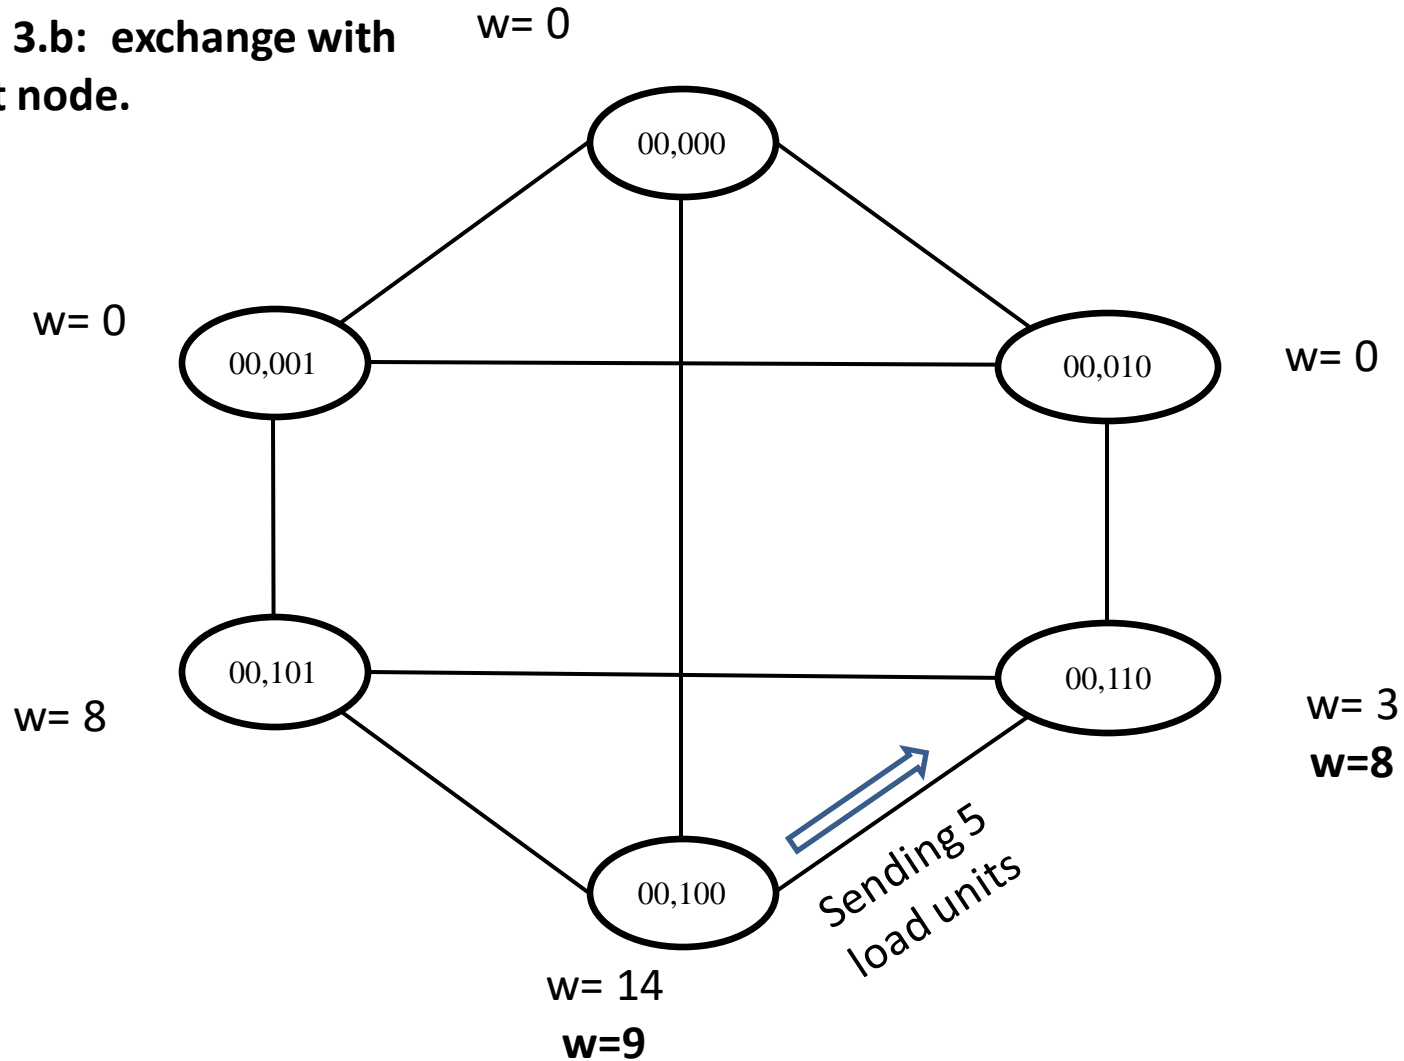 3.b: exchange with
w= 0
t node.
00,000
w= 0
00,001
00,010
w= 0
00,101
00,110
w= 8
w= 3
w=8
Sending 5
load units
00,100
w= 14
w=9